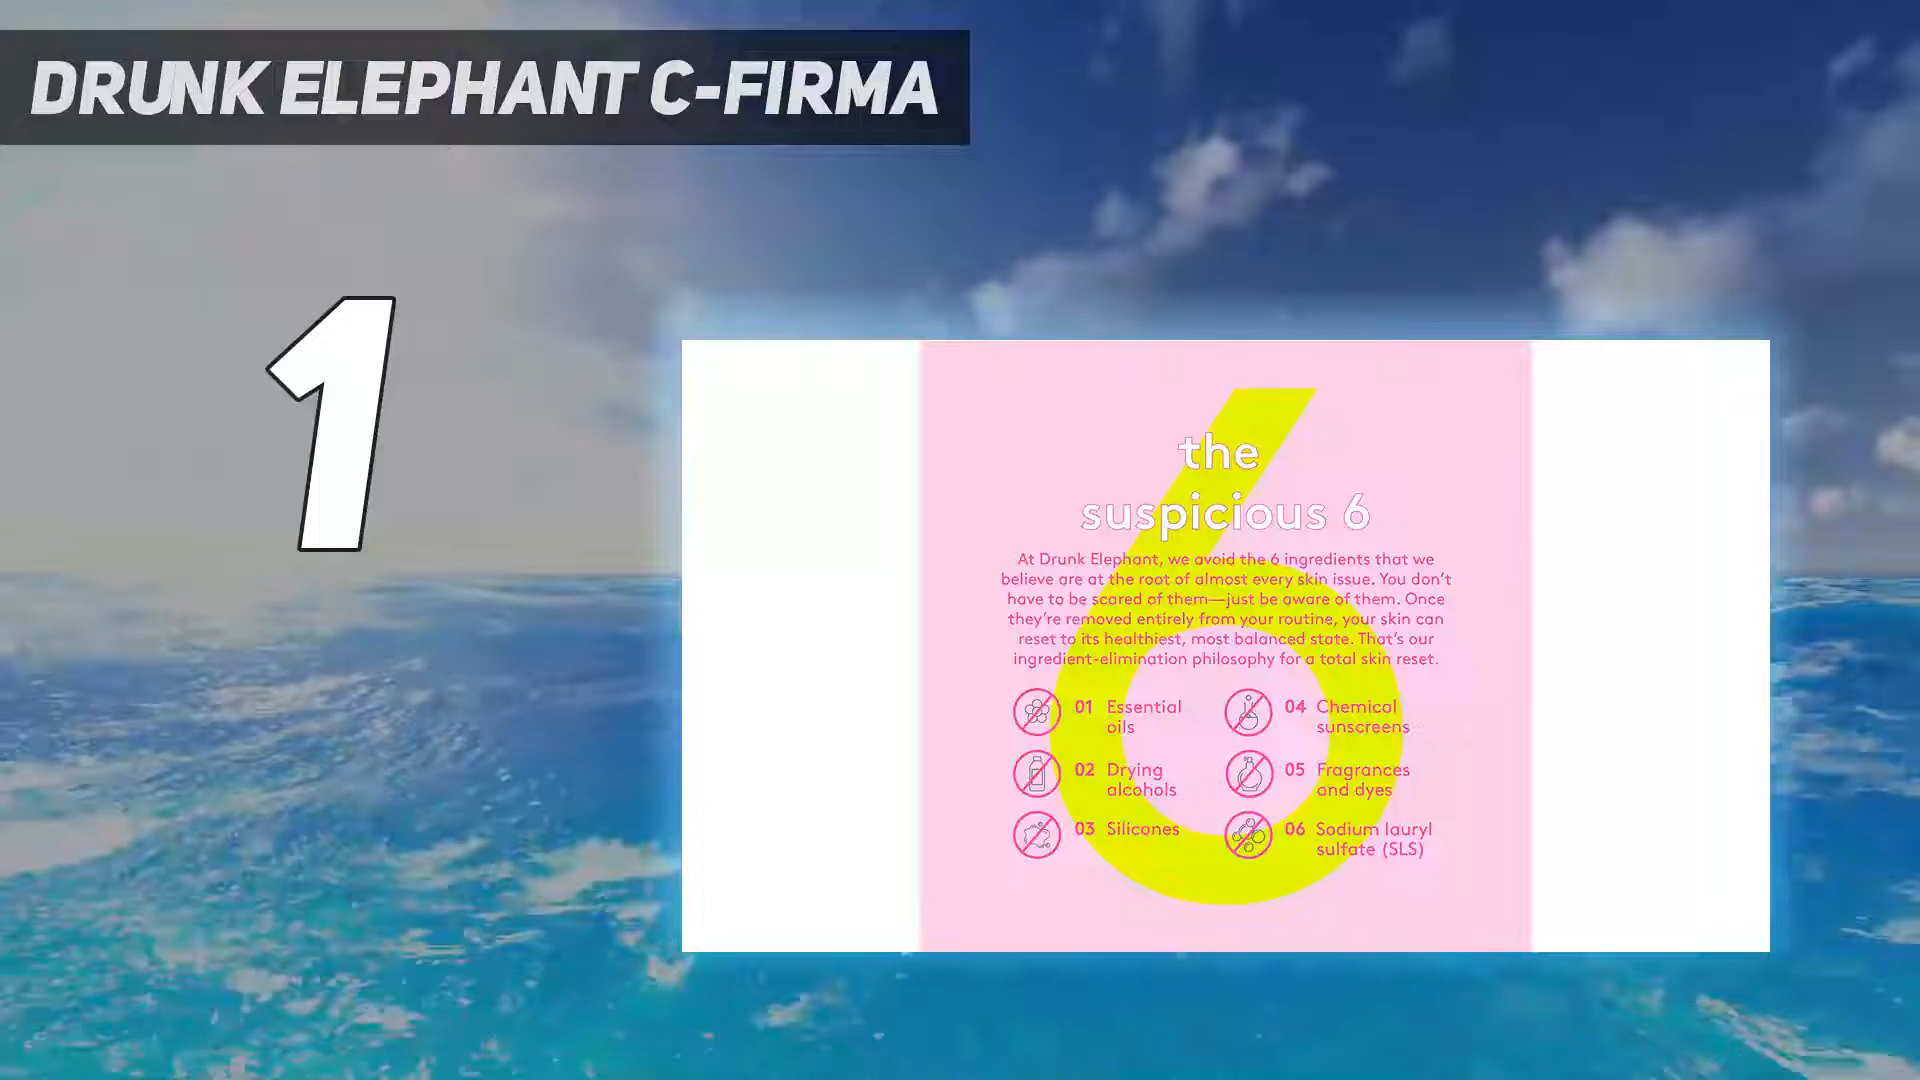 DRUNK ELEPHANT C-FIRMA
1
the
suspicious 6
At Drunk Elephant, we avoid the 6 ingredients that we
believe are at the root of almost every skin issue. You don't
have to be scared of them—just be aware of them. Once
they're removed entirely from your routine, your skin can
reset to its healthiest, most balanced state. That's our
ingredient-elimination philosophy for a total skin reset.
01 Essential
oils
02 Drying
alcohols
03 Silicones
04 Chemical
sunscreens
05 Fragrances
and dyes
06 Sodium lauryl
sulfate (SLS)